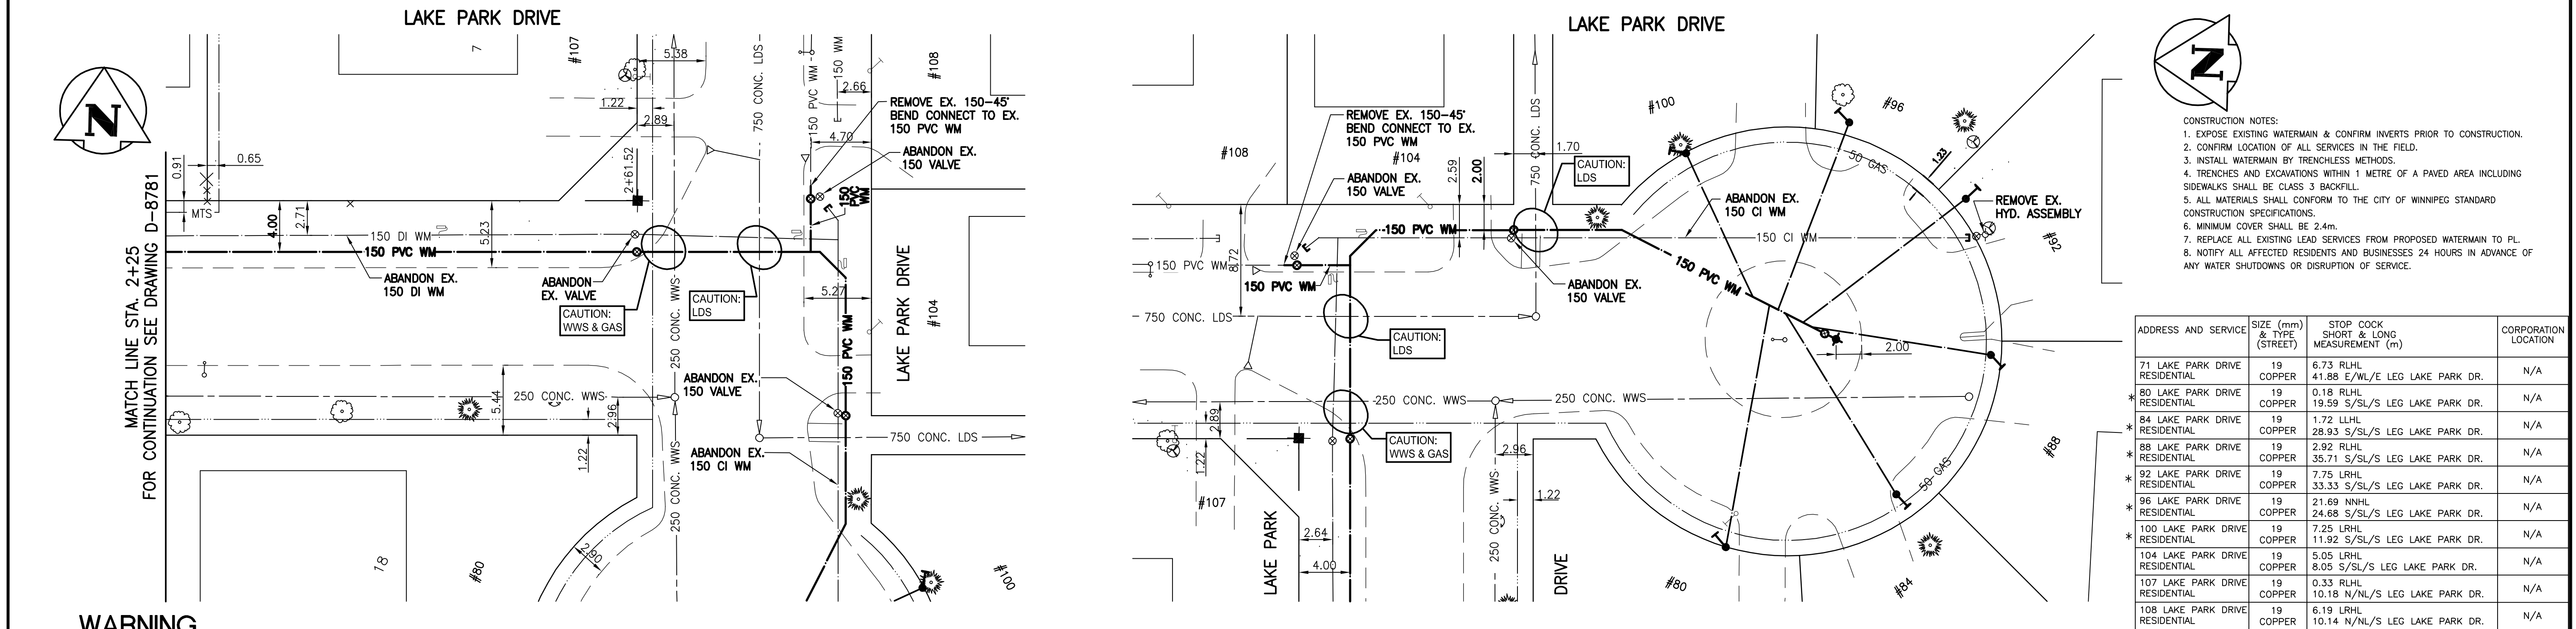 LAKE PARK DRIVE
N
MATCH LINE STA. 2+25
FOR CONTINUATION SEE DRAWING D-8781
7
#107
5.38
750 CONC. LDS
150 PVC WM
150 WM
#108
2.66
1.22
2.89
REMOVE EX. 150-45°
BEND CONNECT TO EX.
150 PVC WM
4.70
ABANDON EX.
150 VALVE
0.91
0.65
2+61.52
MTS
4.00
2.71
5.23
150 DI WM
150 PVC WM
150
PVC
WM
E
ABANDON EX.
150 DI WM
ABANDON
EX. VALVE
CAUTION:
WWS & GAS
CAUTION:
LDS
5.27
LAKE PARK DRIVE
#104
250 CONC. WWS
150 PVC WM
ABANDON EX.
150 VALVE
5.44
250 CONC. WWS
2.96
1.22
750 CONC. LDS
ABANDON EX.
150 CI WM
250 CONC. WWS
250 CONC. WWS
18
#80
2.90
#100
WARNING
LAKE PARK DRIVE
#108
REMOVE EX. 150-45°
BEND CONNECT TO EX.
150 PVC WM
#104
ABANDON EX.
150 VALVE
2.59
2.00
750 CONC. LDS
1.70
CAUTION:
LDS
#100
#96
50 GAS
1.23
ABANDON EX.
150 CI WM
REMOVE EX.
HYD. ASSEMBLY
#92
150 PVC WM
150 CI WM
E
150 PVC WM
8.72
150 PVC WM
150 PVC WM
ABANDON EX.
150 VALVE
750 CONC. LDS
CAUTION:
LDS
2.00
2.89
250 CONC. WWS
250 CONC. WWS
CAUTION:
WWS & GAS
1.22
2.96
#88
#107
250 CONC. WWS
1.22
50 GAS
2.64
4.00
LAKE PARK
DRIVE
#80
#84
N
CONSTRUCTION NOTES:
1. EXPOSE EXISTING WATERMAIN & CONFIRM INVERTS PRIOR TO CONSTRUCTION.
2. CONFIRM LOCATION OF ALL SERVICES IN THE FIELD.
3. INSTALL WATERMAIN BY TRENCHLESS METHODS.
4. TRENCHES AND EXCAVATIONS WITHIN 1 METRE OF A PAVED AREA INCLUDING
SIDEWALKS SHALL BE CLASS 3 BACKFILL.
5. ALL MATERIALS SHALL CONFORM TO THE CITY OF WINNIPEG STANDARD
CONSTRUCTION SPECIFICATIONS.
6. MINIMUM COVER SHALL BE 2.4m.
7. REPLACE ALL EXISTING LEAD SERVICES FROM PROPOSED WATERMAIN TO PL.
8. NOTIFY ALL AFFECTED RESIDENTS AND BUSINESSES 24 HOURS IN ADVANCE OF
ANY WATER SHUTDOWNS OR DISRUPTION OF SERVICE.
ADDRESS AND SERVICE SIZE (mm) & TYPE (STREET) STOP COCK SHORT & LONG MEASUREMENT (m) CORPORATION LOCATION
71 LAKE PARK DRIVE 19 6.73 RLHL
RESIDENTIAL COPPER 41.88 E/WL/E LEG LAKE PARK DR. N/A
* 80 LAKE PARK DRIVE 19 0.18 RLHL
RESIDENTIAL COPPER 19.59 S/SL/S LEG LAKE PARK DR. N/A
* 84 LAKE PARK DRIVE 19 1.72 LLHL
RESIDENTIAL COPPER 28.93 S/SL/S LEG LAKE PARK DR. N/A
* 88 LAKE PARK DRIVE 19 2.92 RLHL
RESIDENTIAL COPPER 35.71 S/SL/S LEG LAKE PARK DR. N/A
* 92 LAKE PARK DRIVE 19 7.75 LRHL
RESIDENTIAL COPPER 33.33 S/SL/S LEG LAKE PARK DR. N/A
* 96 LAKE PARK DRIVE 19 21.69 NNHL
RESIDENTIAL COPPER 24.68 S/SL/S LEG LAKE PARK DR. N/A
* 100 LAKE PARK DRIVE 19 7.25 LRHL
RESIDENTIAL COPPER 11.92 S/SL/S LEG LAKE PARK DR. N/A
104 LAKE PARK DRIVE 19 5.05 LRHL
RESIDENTIAL COPPER 8.05 S/SL/S LEG LAKE PARK DR. N/A
107 LAKE PARK DRIVE 19 0.33 RLHL
RESIDENTIAL COPPER 10.18 N/NL/S LEG LAKE PARK DR. N/A
108 LAKE PARK DRIVE 19 6.19 LRHL
RESIDENTIAL COPPER 10.14 N/NL/S LEG LAKE PARK DR. N/A